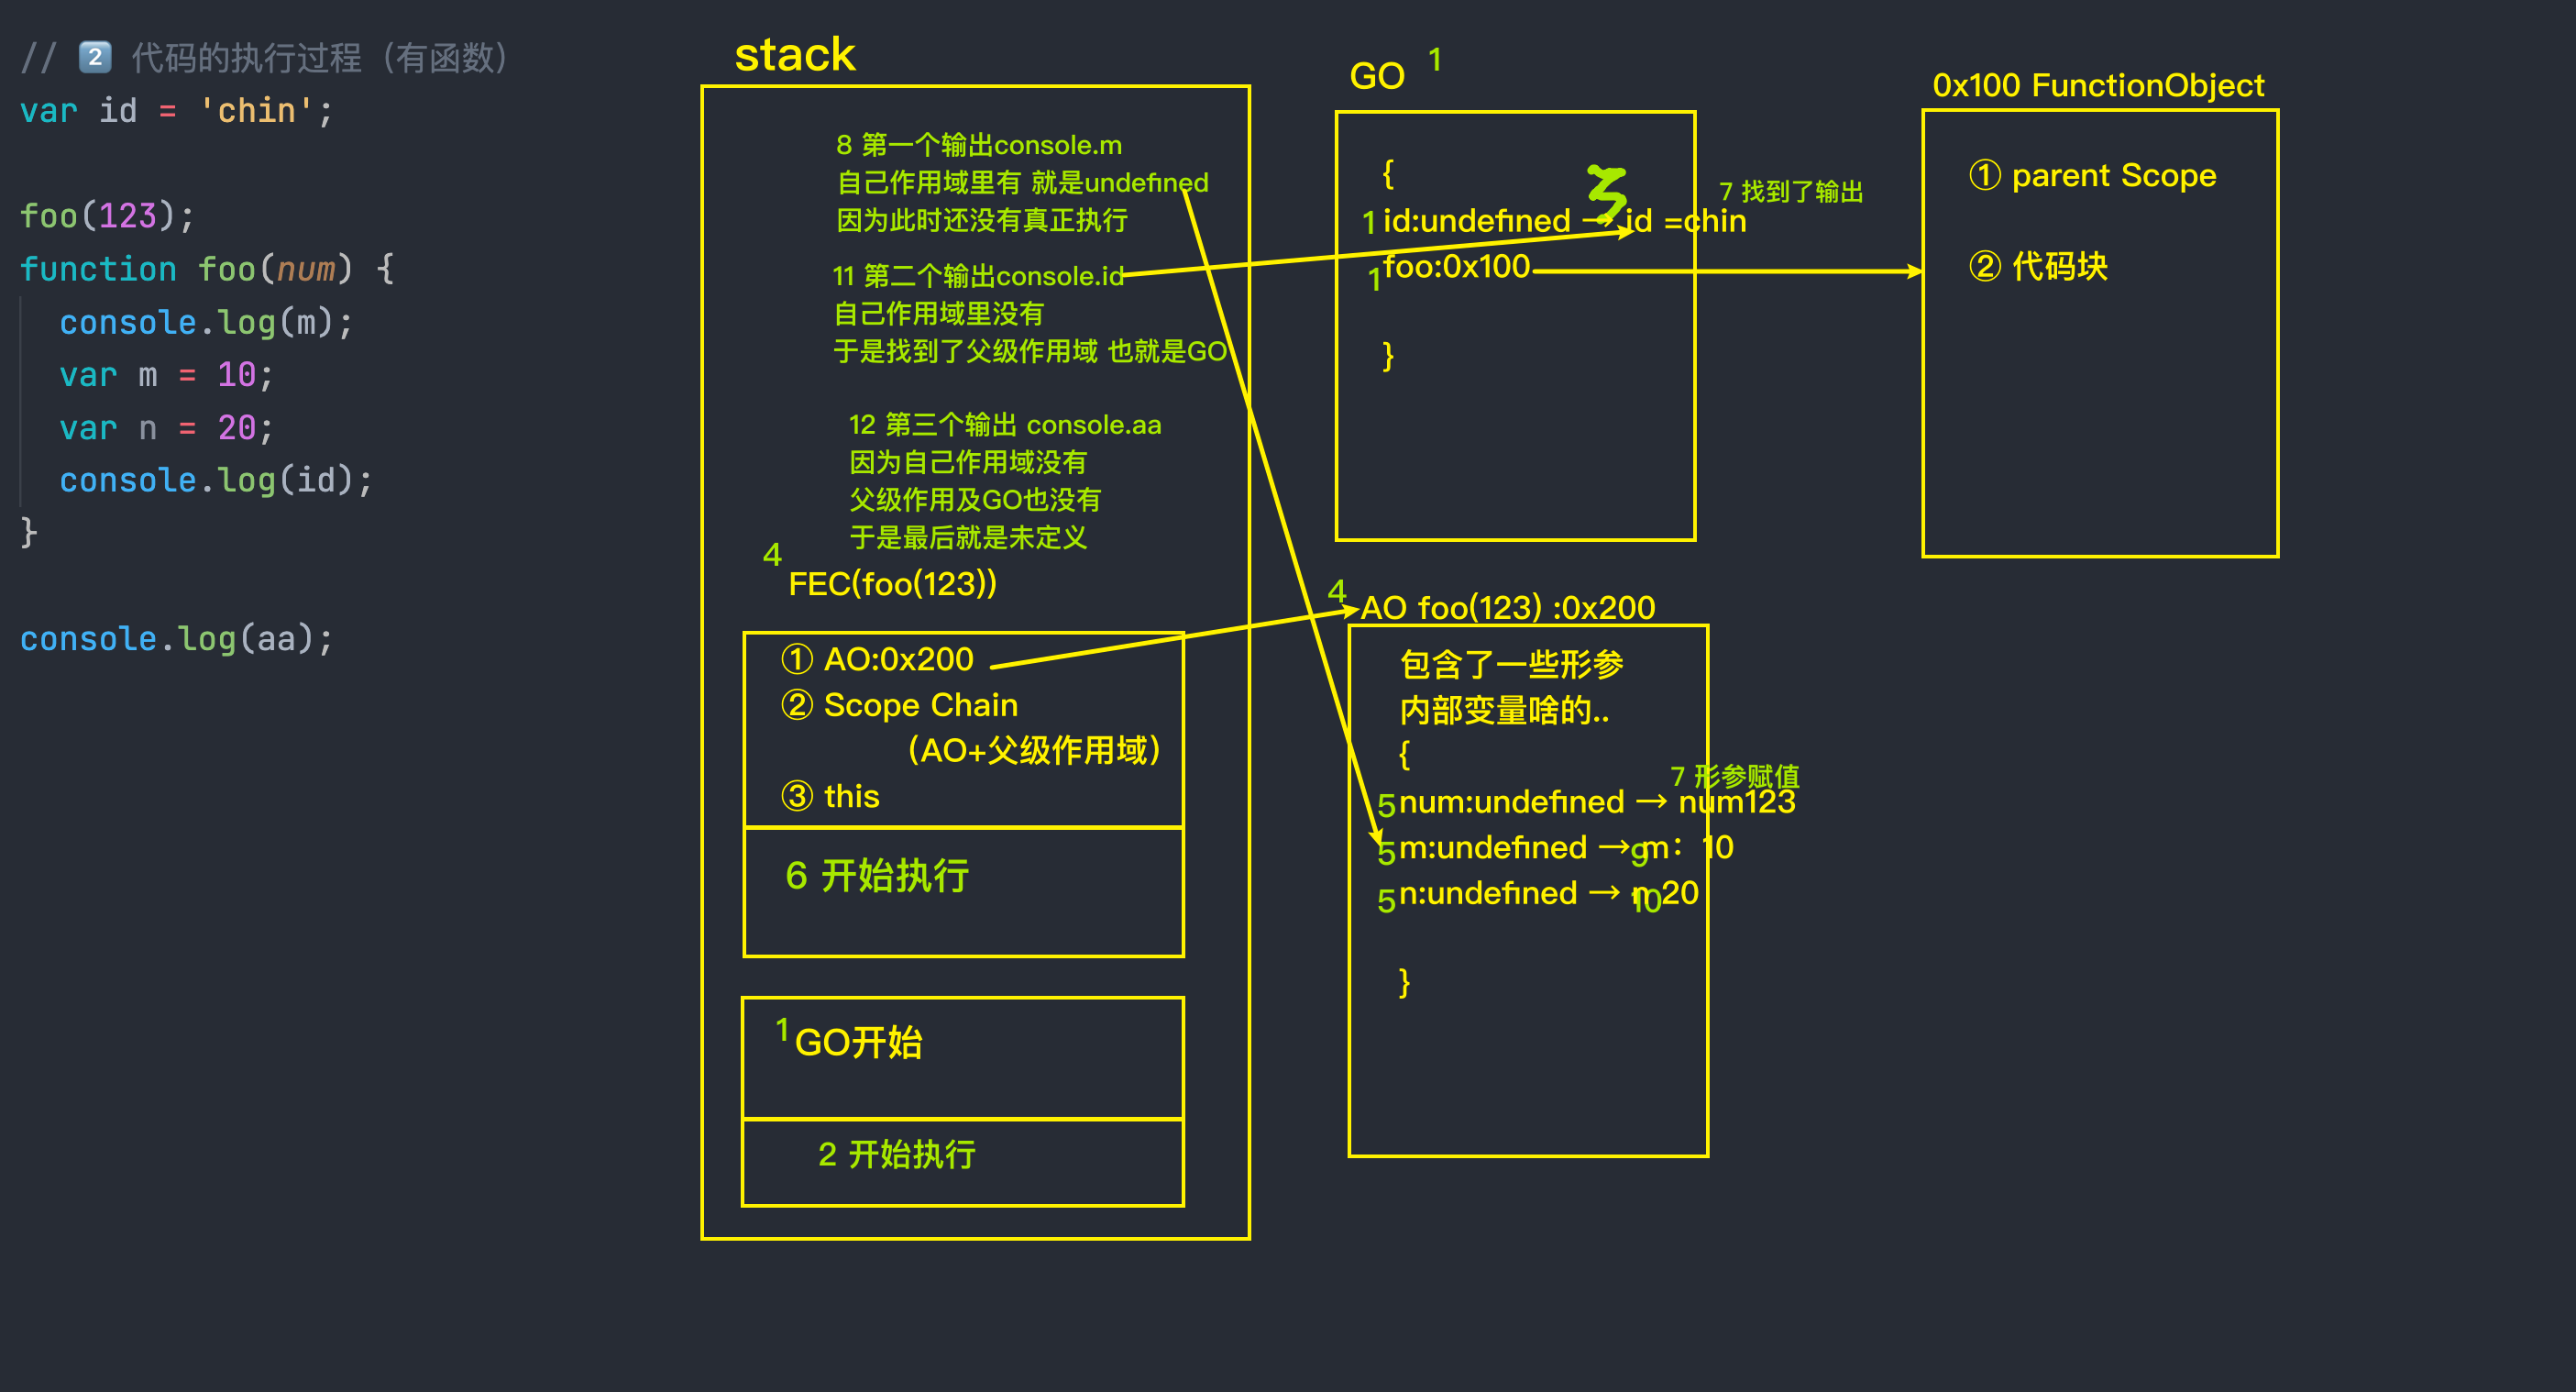 // 2 代码的执行过程（有函数）
var id = 'chin';
foo(123);
function foo(num) {
console.log(m);
var m = 10;
var n = 20;
console.log(id);
}
console.log(aa);
stack
8 第一个输出console.m
自己作用域里有 就是undefined
因为此时还没有真正执行
11 第二个输出console.id
自己作用域里没有
于是找到了父级作用域 也就是GO
12 第三个输出 console.aa
因为自己作用域没有
父级作用及GO也没有
于是最后就是未定义
4
FEC(foo(123))
① AO:0x200
② Scope Chain
（AO+父级作用域）
③ this
6 开始执行
1 GO开始
2 开始执行
GO 1
{
3
1 id:undefined → id =chin
7 找到了输出
1 foo:0x100
}
0x100 FunctionObject
① parent Scope
② 代码块
4 AO foo(123) :0x200
包含了一些形参
内部变量啥的..
{
7 形参赋值
5 num:undefined → num123
5 m:undefined → 9 m： 10
5 n:undefined → 10 n 20
}